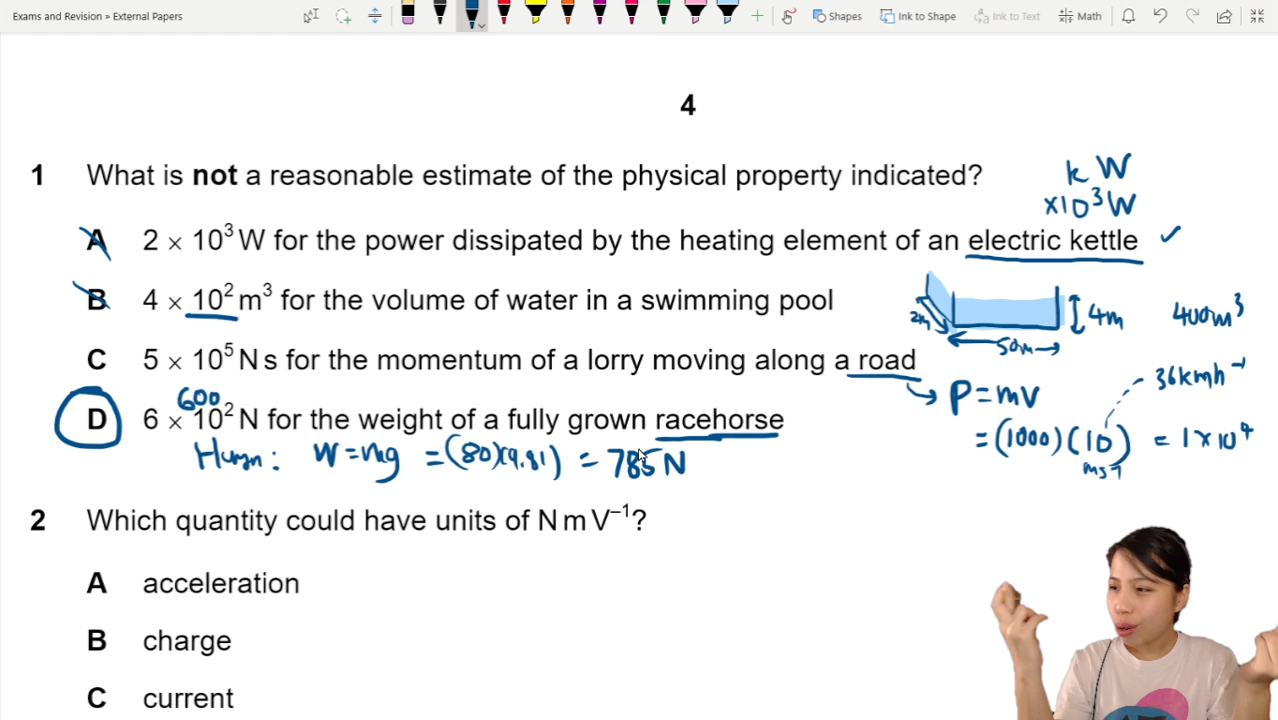 Exams and Revision » External Papers
Shapes
Ink to Shape
Ink to Text
Math
4
1 What is not a reasonable estimate of the physical property indicated?
k W
×10³ W
A 2 × 10³ W for the power dissipated by the heating element of an electric kettle ✓
B 4 × 10² m³ for the volume of water in a swimming pool
2m
50m
4m
400m³
C 5 × 10⁵ N s for the momentum of a lorry moving along a road
P = mv
= (1000)(10) = 1 × 10⁴
ms⁻¹
36kmh⁻¹
600
D 6 × 10² N for the weight of a fully grown racehorse
Human: W = mg = (80)(9.81) = 785N
2 Which quantity could have units of N m V⁻¹?
A acceleration
B charge
C current